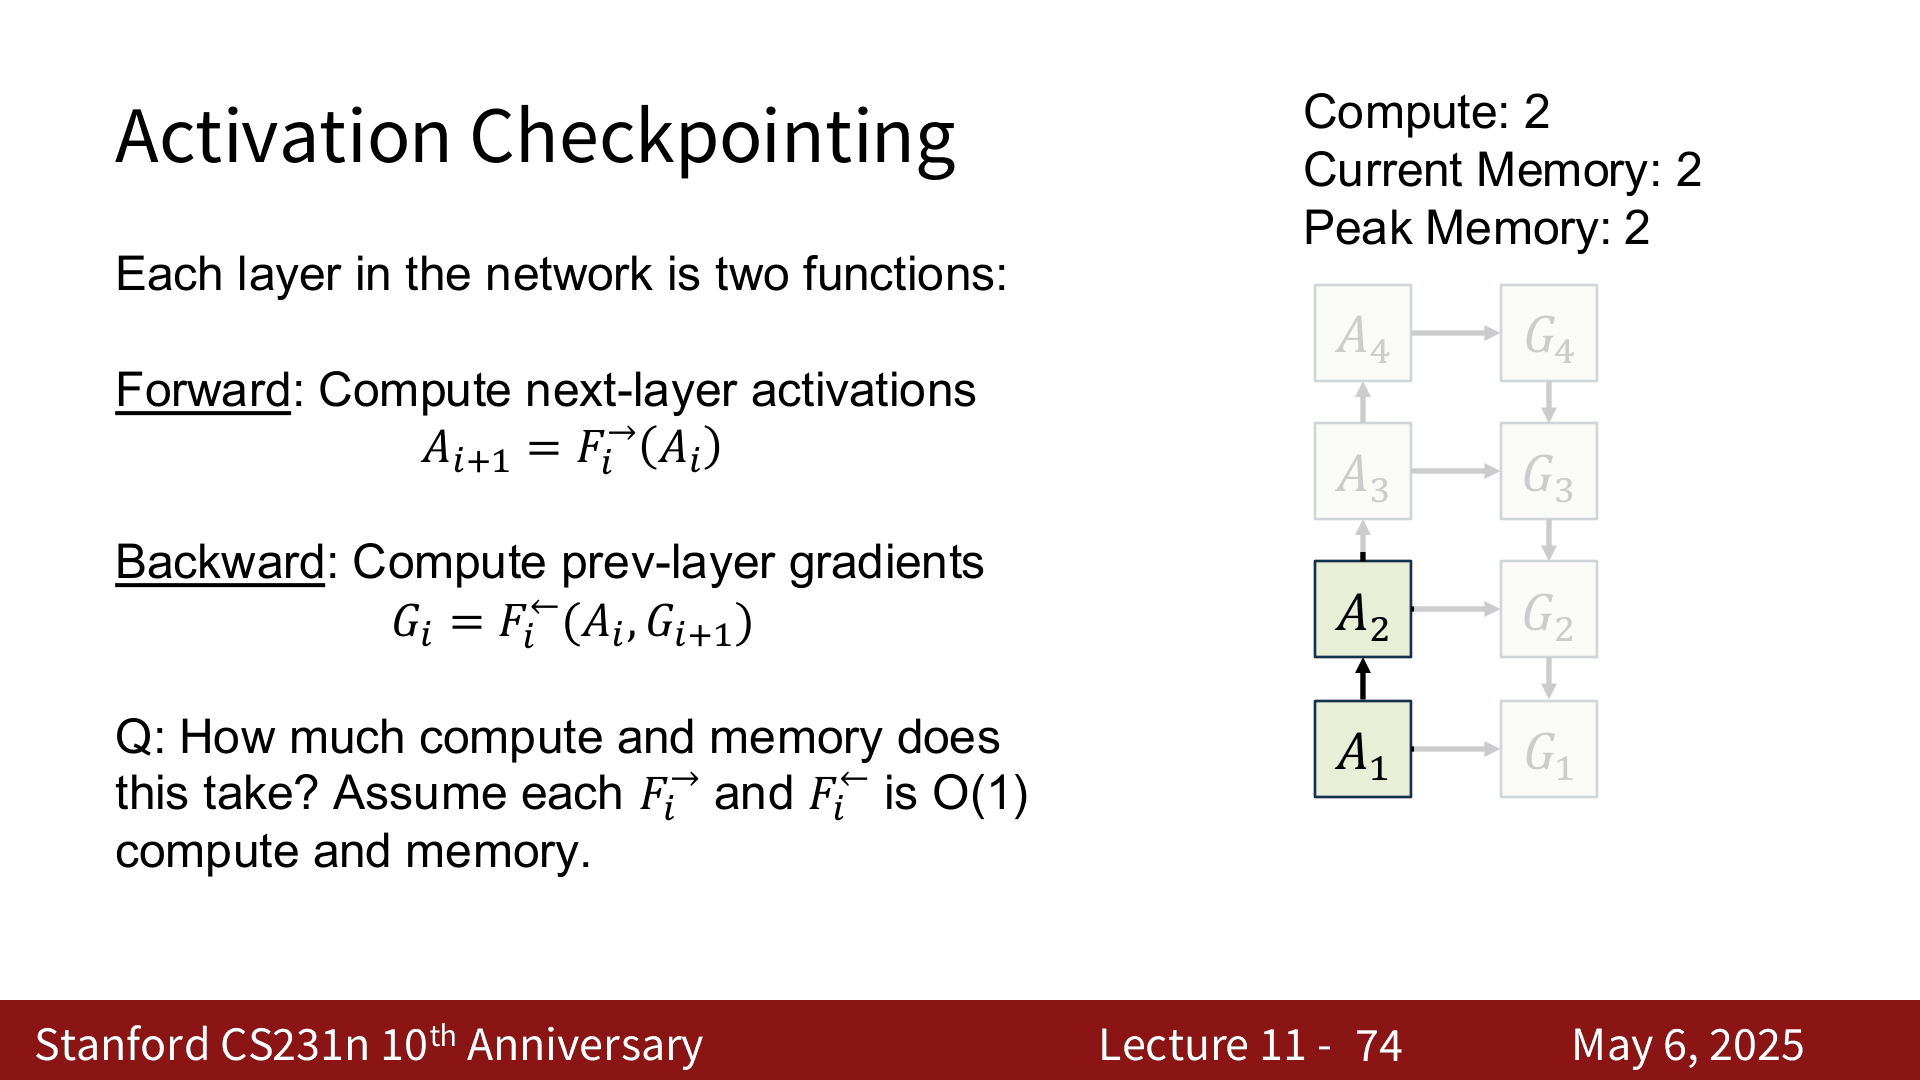 Activation Checkpointing
Each layer in the network is two functions:
Forward: Compute next-layer activations
A_{i+1} = F_i^→(A_i)
Backward: Compute prev-layer gradients
G_i = F_i^←(A_i, G_{i+1})
Q: How much compute and memory does
this take? Assume each F_i^→ and F_i^← is O(1)
compute and memory.
Compute: 2
Current Memory: 2
Peak Memory: 2
A_4 G_4
A_3 G_3
A_2 G_2
A_1 G_1
Stanford CS231n 10th Anniversary
Lecture 11 - 74
May 6, 2025